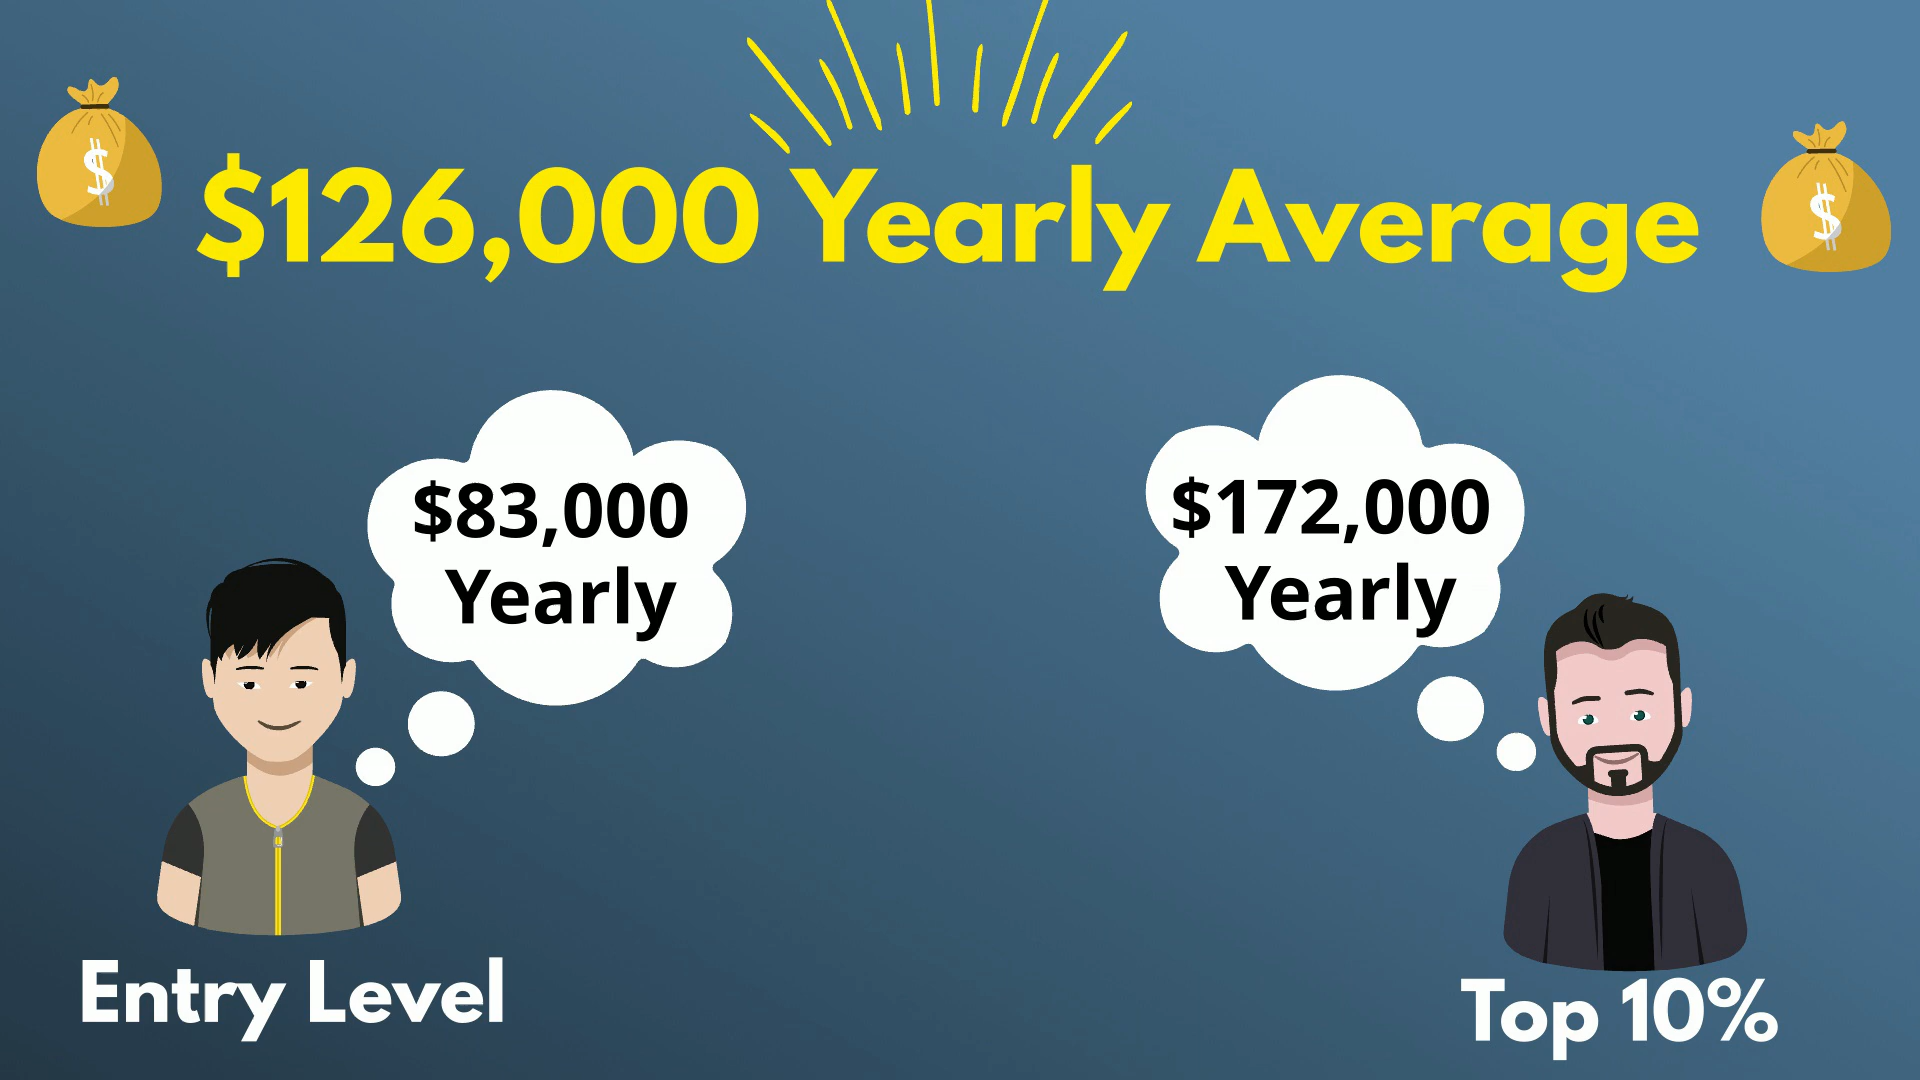 $126,000 Yearly Average
$
$
$83,000
Yearly
$172,000
Yearly
Entry Level
Top 10%